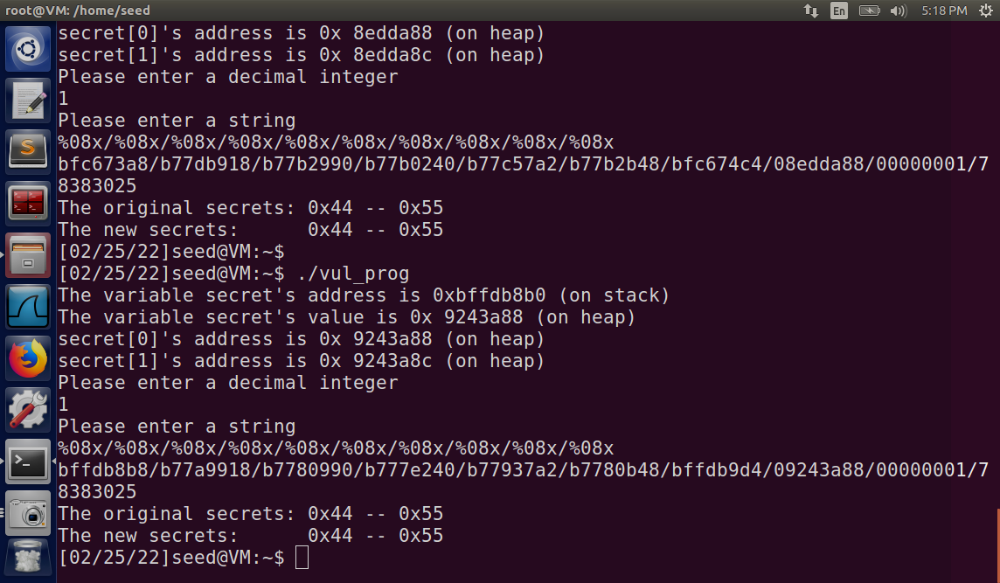 root@VM: /home/seed
En
5:18 PM
secret[0]'s address is 0x 8edda88 (on heap)
secret[1]'s address is 0x 8edda8c (on heap)
Please enter a decimal integer
1
Please enter a string
%08x/%08x/%08x/%08x/%08x/%08x/%08x/%08x/%08x/%08x
bfc673a8/b77db918/b77b2990/b77b0240/b77c57a2/b77b2b48/bfc674c4/08edda88/00000001/7
8383025
The original secrets: 0x44 -- 0x55
The new secrets:      0x44 -- 0x55
[02/25/22]seed@VM:~$
[02/25/22]seed@VM:~$ ./vul_prog
The variable secret's address is 0xbffdb8b0 (on stack)
The variable secret's value is 0x 9243a88 (on heap)
secret[0]'s address is 0x 9243a88 (on heap)
secret[1]'s address is 0x 9243a8c (on heap)
Please enter a decimal integer
1
Please enter a string
%08x/%08x/%08x/%08x/%08x/%08x/%08x/%08x/%08x/%08x
bffdb8b8/b77a9918/b7780990/b777e240/b77937a2/b7780b48/bffdb9d4/09243a88/00000001/7
8383025
The original secrets: 0x44 -- 0x55
The new secrets:      0x44 -- 0x55
[02/25/22]seed@VM:~$